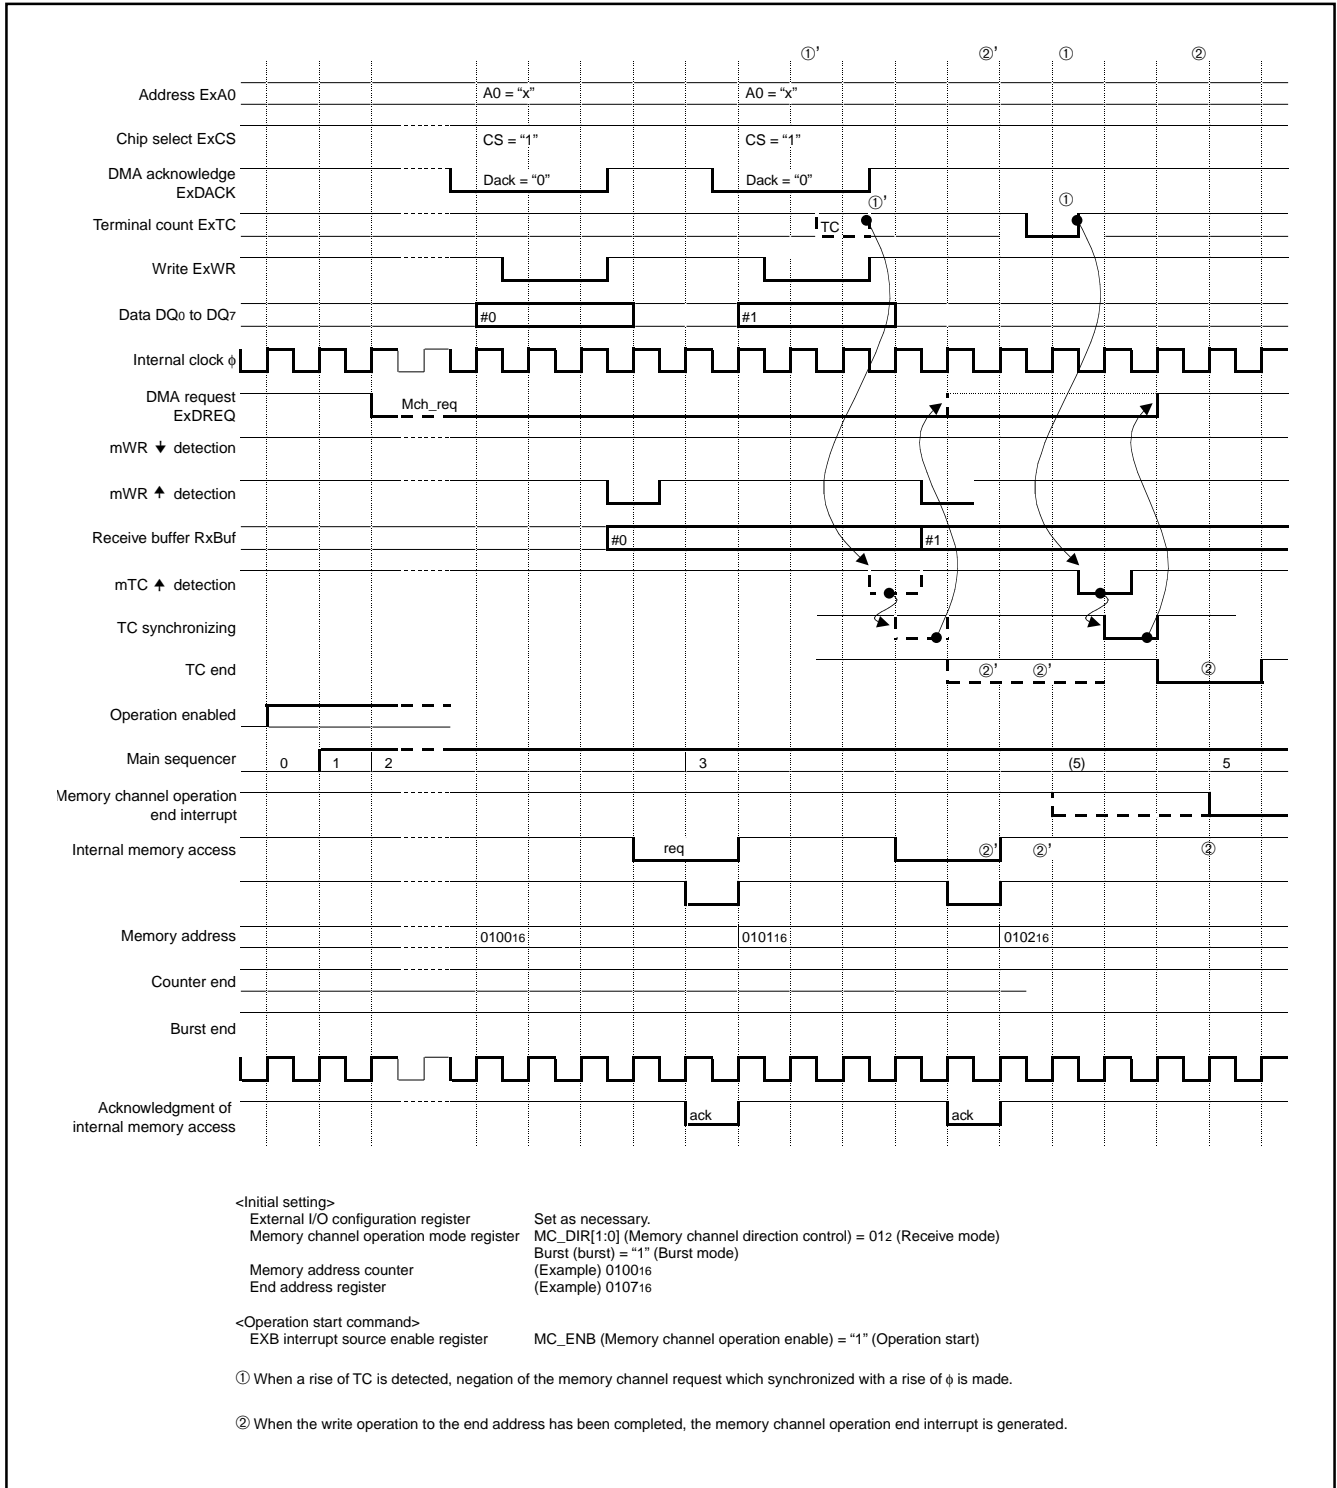 ①’ ②’ ① ②
Address ExA0 A0 = “x” A0 = “x”
Chip select ExCS CS = “1” CS = “1”
DMA acknowledge
ExDACK Dack = “0” Dack = “0”
①’ ①
Terminal count ExTC TC
Write ExWR
Data DQ0 to DQ7 #0 #1
Internal clock ϕ
DMA request
ExDREQ Mch_req
mWR ↓ detection
mWR ↑ detection
Receive buffer RxBuf #0 #1
mTC ↑ detection
TC synchronizing
TC end ②’ ②’ ②
Operation enabled
Main sequencer 0 1 2 3 (5) 5
Memory channel operation
end interrupt
Internal memory access req ②’ ②’ ②
Memory address 010016 010116 010216
Counter end
Burst end
Acknowledgment of
internal memory access ack ack
<Initial setting>
External I/O configuration register Set as necessary.
Memory channel operation mode register MC_DIR[1:0] (Memory channel direction control) = 012 (Receive mode)
Burst (burst) = “1” (Burst mode)
Memory address counter (Example) 010016
End address register (Example) 010716
<Operation start command>
EXB interrupt source enable register MC_ENB (Memory channel operation enable) = “1” (Operation start)
① When a rise of TC is detected, negation of the memory channel request which synchronized with a rise of ϕ is made.
② When the write operation to the end address has been completed, the memory channel operation end interrupt is generated.